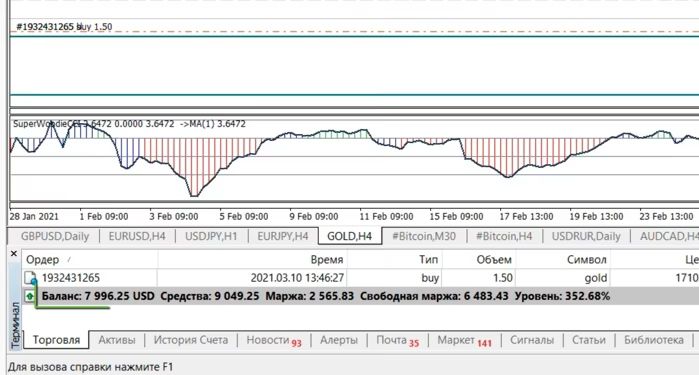 #1932431265 buy 1.50
3.6472 0.0000 3.6472 ->MA(1) 3.6472
28 Jan 2021 1 Feb 09:00 3 Feb 09:00 5 Feb 09:00 9 Feb 09:00 11 Feb 09:00 15 Feb 09:00 17 Feb 13:00 19 Feb 13:00 23 Feb 13:00
GBPUSD,Daily EURUSD,H4 USDJPY,H1 EURJPY,H4 GOLD,H4 #Bitcoin,M30 #Bitcoin,H4 USDRUB,Daily AUDCAD,H4
Ордер / Время Тип Объем Символ Це
1932431265 2021.03.10 13:46:27 buy 1.50 gold 1710
Баланс: 7 996.25 USD Средства: 9 049.25 Маржа: 2 565.83 Свободная маржа: 6 483.43 Уровень: 352.68%
Терминал
Торговля Активы История Счета Новости 93 Алерты Почта 35 Маркет 141 Сигналы Статьи Библиотека
Для вызова справки нажмите F1